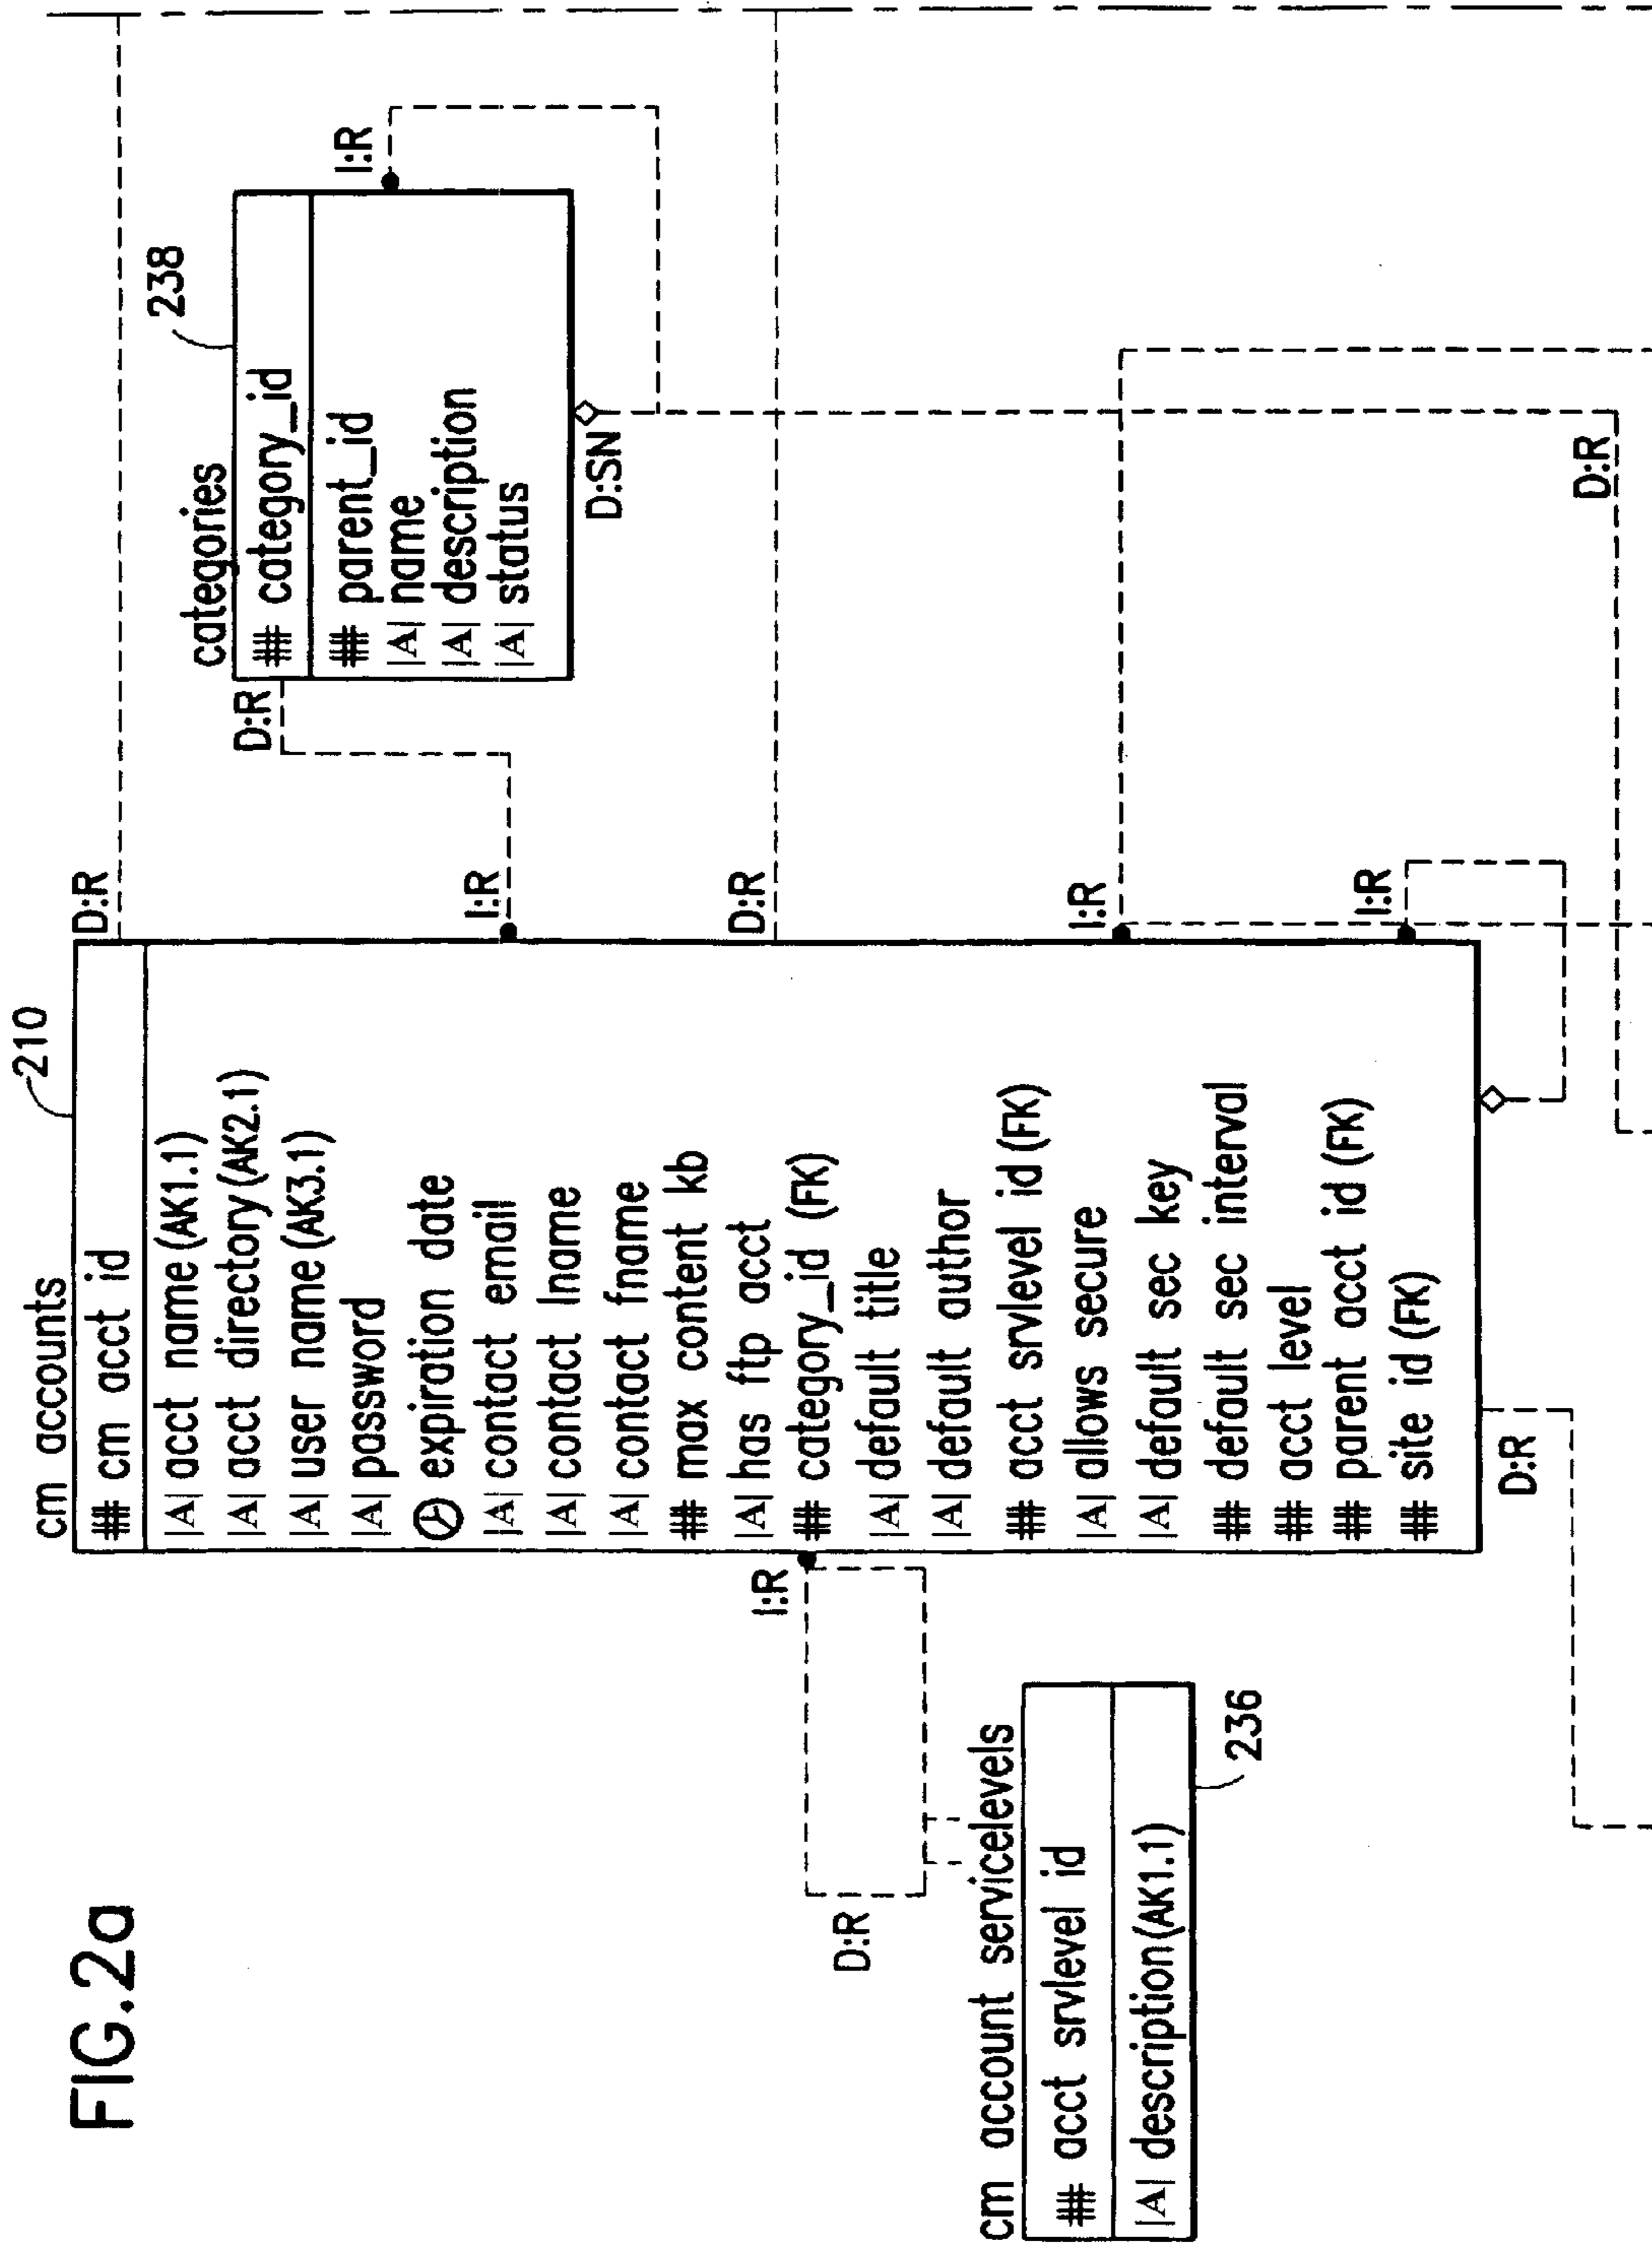 FIG.2a
cm account servicelevels
## acct srvlevel id
|A| description(AK1.1)
236
D:R
I:R
cm accounts
210
## cm acct id
|A| acct name (AK1.1)
|A| acct directory (AK2.1)
|A| user name (AK3.1)
|A| password
expiration date
|A| contact email
|A| contact lname
|A| contact fname
## max content kb
|A| has ftp acct
## category_id (FK)
|A| default title
|A| default author
## acct srvlevel id (FK)
|A| allows secure
|A| default sec key
## default sec interval
## acct level
## parent acct id (FK)
## site id (FK)
D:R
D:R
I:R
D:R
I:R
I:R
categories
238
## category_id
## parent_id
|A| name
|A| description
|A| status
D:R
I:R
D:SN
D:R